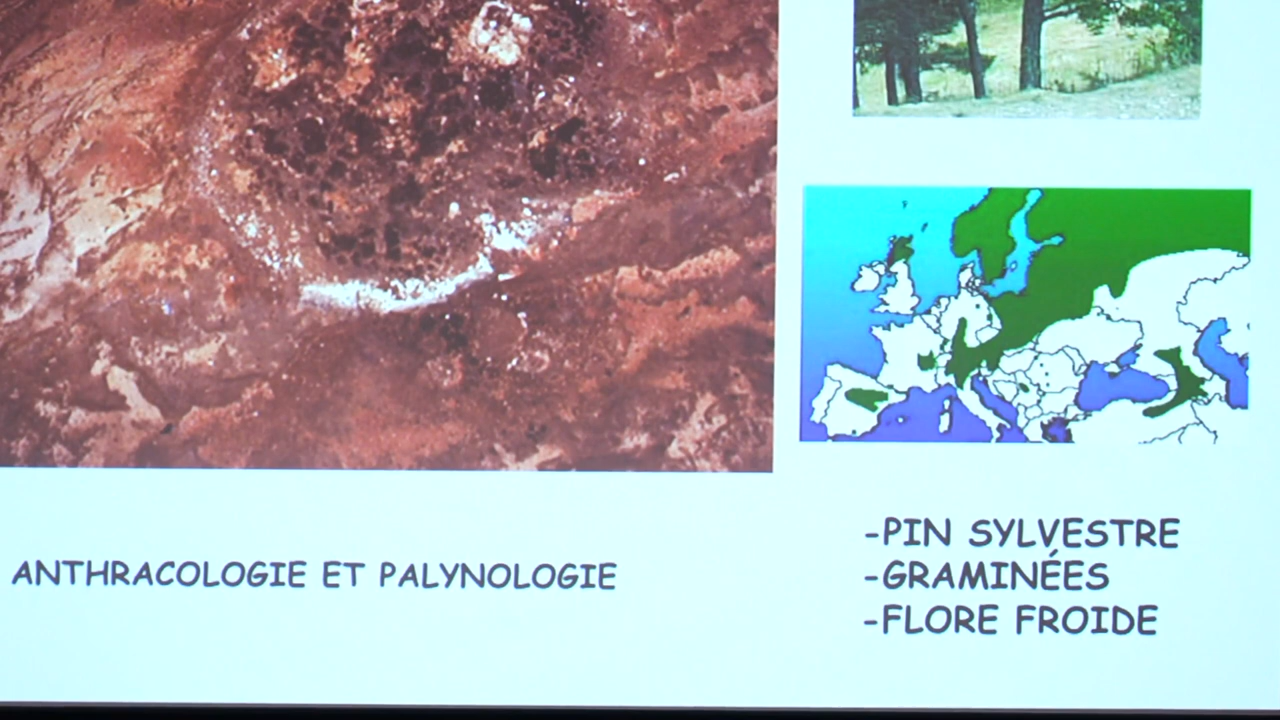 ANTHRACOLOGIE ET PALYNOLOGIE
-PIN SYLVESTRE
-GRAMINÉES
-FLORE FROIDE